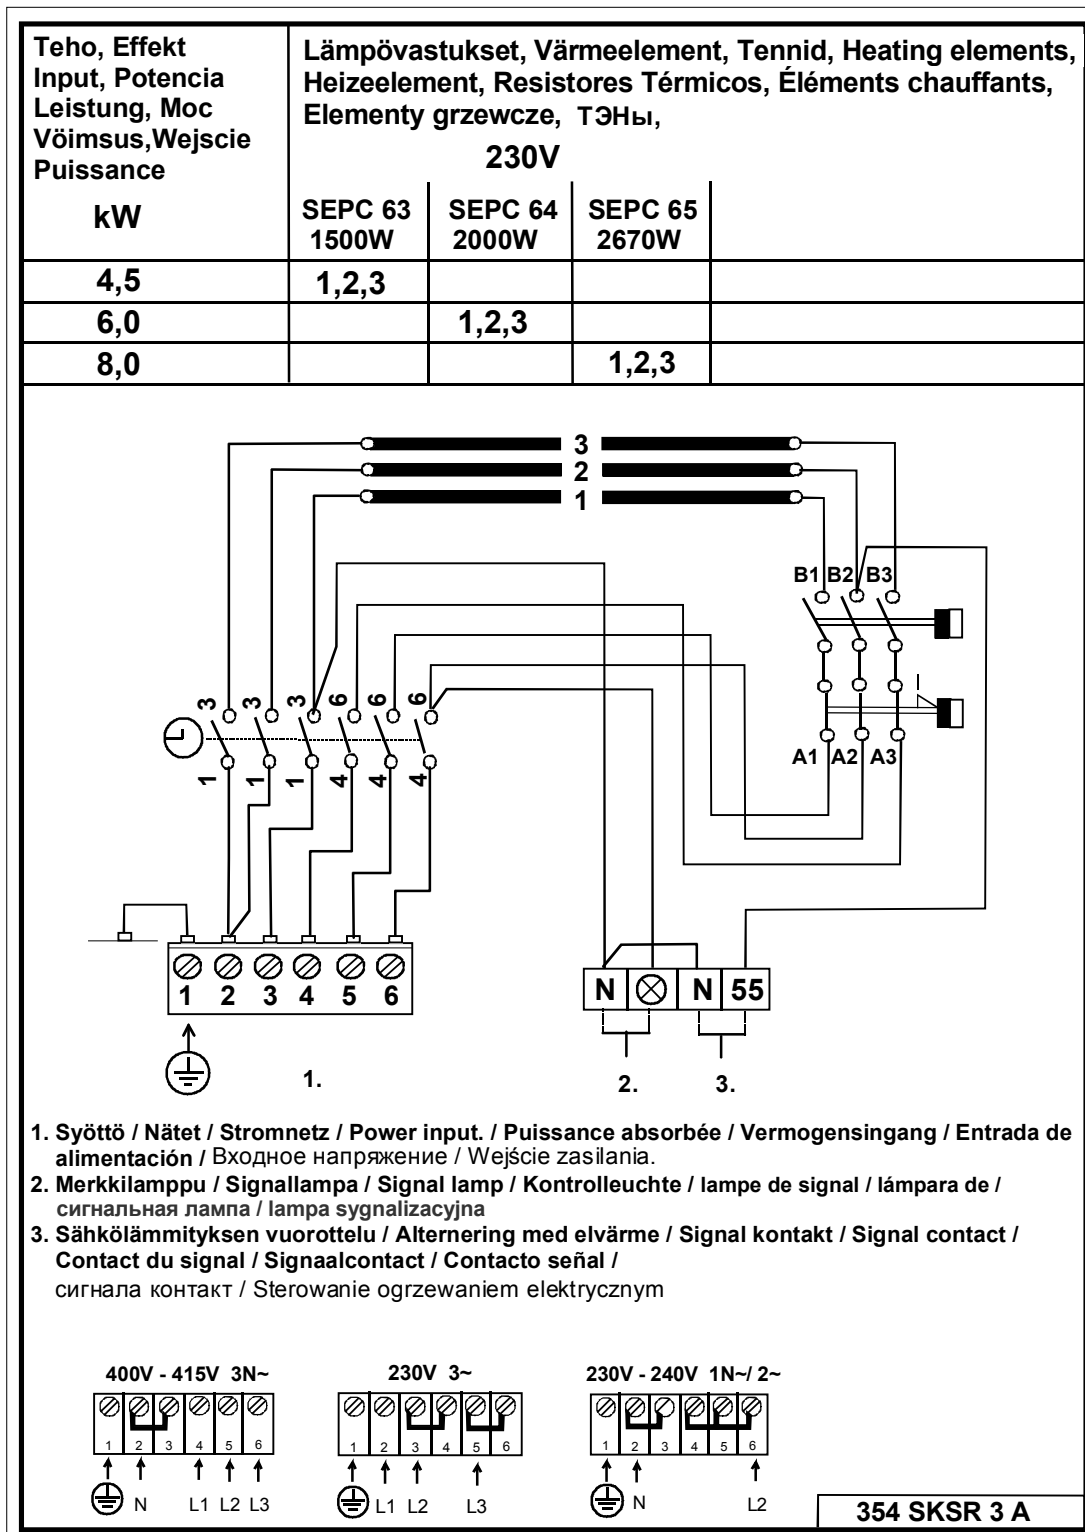 Teho, Effekt
Input, Potencia
Leistung, Moc
Vöimsus,Wejscie
Puissance
kW
Lämpövastukset, Värmeelement, Tennid, Heating elements,
Heizeelement, Resistores Térmicos, Éléments chauffants,
Elementy grzewcze, ТЭНы,
230V
SEPC 63 SEPC 64 SEPC 65
1500W 2000W 2670W
4,5 1,2,3
6,0 1,2,3
8,0 1,2,3
3
2
1
B1 B2 B3
3 3 3 6 6 6
1 1 1 4 4 4
A1 A2 A3
1 2 3 4 5 6
N N 55
1. 2. 3.
1. Syöttö / Nätet / Stromnetz / Power input. / Puissance absorbée / Vermogensingang / Entrada de
alimentación / Входное напряжение / Wejście zasilania.
2. Merkkilamppu / Signallampa / Signal lamp / Kontrolleuchte / lampe de signal / lámpara de /
сигнальная лампа / lampa sygnalizacyjna
3. Sähkölämmityksen vuorottelu / Alternering med elvärme / Signal kontakt / Signal contact /
Contact du signal / Signaalcontact / Contacto señal /
сигнала контакт / Sterowanie ogrzewaniem elektrycznym
400V - 415V 3N~
1 2 3 4 5 6
N L1 L2 L3
230V 3~
1 2 3 4 5 6
L1 L2 L3
230V - 240V 1N~/ 2~
1 2 3 4 5 6
N L2
354 SKSR 3 A